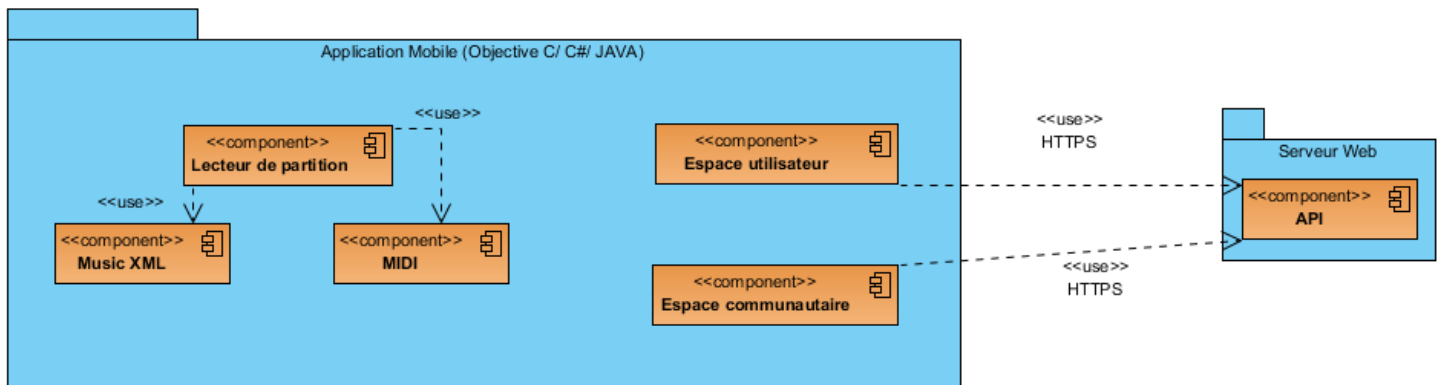 Application Mobile (Objective C/ C#/ JAVA)
<<use>>
<<component>>
Lecteur de partition
<<use>>
<<component>>
Music XML
<<component>>
MIDI
<<component>>
Espace utilisateur
<<component>>
Espace communautaire
<<use>>
HTTPS
<<use>>
HTTPS
Serveur Web
<<component>>
API